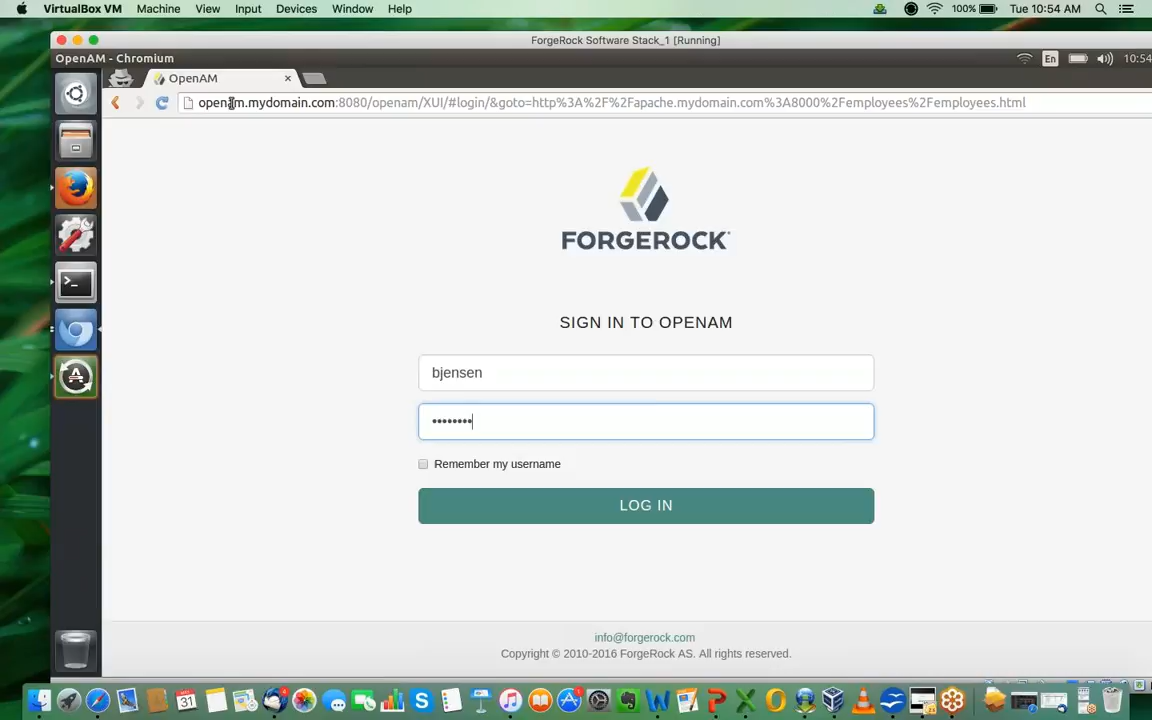 VirtualBox VM Machine View Input Devices Window Help 100% Tue 10:54 AM
ForgeRock Software Stack_1 [Running]
OpenAM - Chromium En 10:54
OpenAM
openam.mydomain.com:8080/openam/XUI/#login/&goto=http%3A%2F%2Fapache.mydomain.com%3A8000%2Femployees%2Femployees.html
FORGEROCK
SIGN IN TO OPENAM
bjensen
••••••••
Remember my username
LOG IN
info@forgerock.com
Copyright © 2010-2016 ForgeRock AS. All rights reserved.